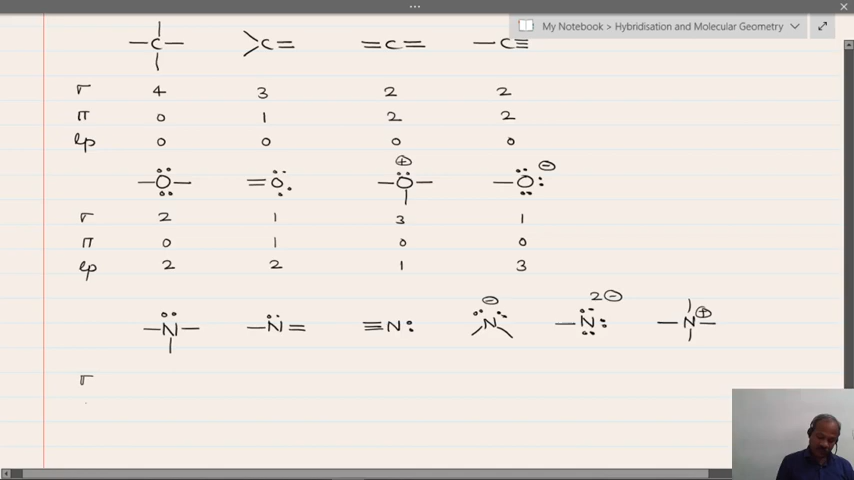 ...
My Notebook > Hybridisation and Molecular Geometry
–C– >C= =C= –C≡
σ 4 3 2 2
π 0 1 2 2
lp 0 0 0 0
–O– =O –O– ⊕ –O: ⊖
σ 2 1 3 1
π 0 1 0 0
lp 2 2 1 3
–N– –N= ≡N: N ⊖ –N: 2⊖ –N– ⊕
σ